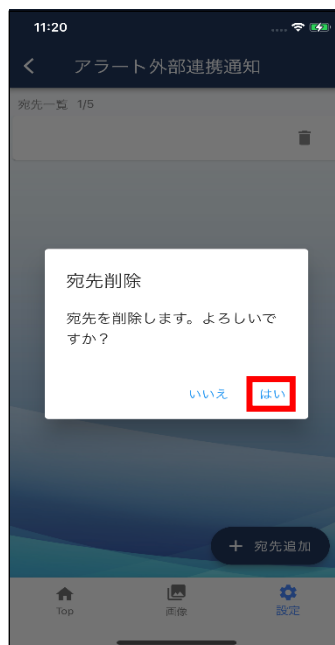 11:20
アラート外部連携通知
宛先一覧 1/5
宛先削除
宛先を削除します。よろしいで
すか？
いいえ はい
+ 宛先追加
Top 画像 設定